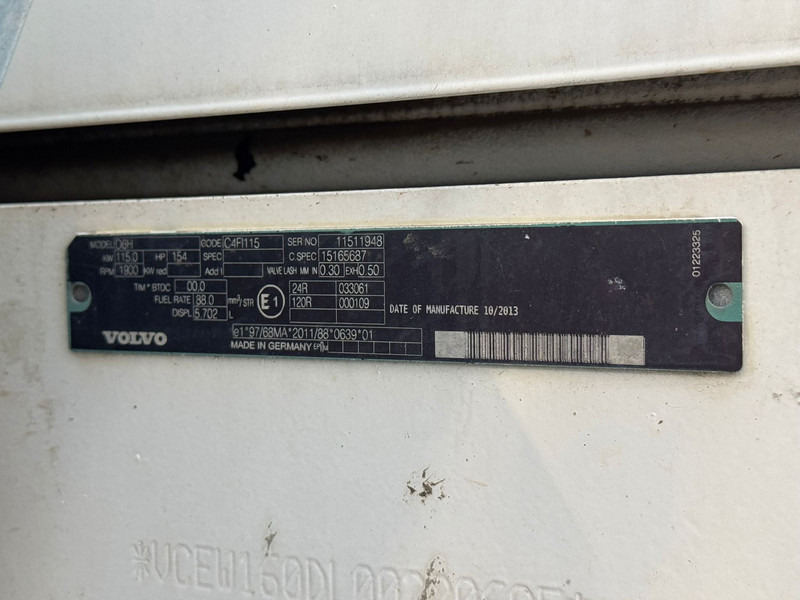 MODEL D6H CODE C4FI115 SER NO 11511948
KW 115.0 HP 154 SPEC C.SPEC 15165687
RPM 1900 KW red Add I VALVE LASH MM IN 0.30 EXH 0.50
TIM° BTDC 00.0 24R 033061
FUEL RATE 88.0 mm³/STR E1 120R 000109
DISPL 5.702 L
DATE OF MANUFACTURE 10/2013
VOLVO e1*97/68MA*2011/88*0639*01
MADE IN GERMANY
01223325